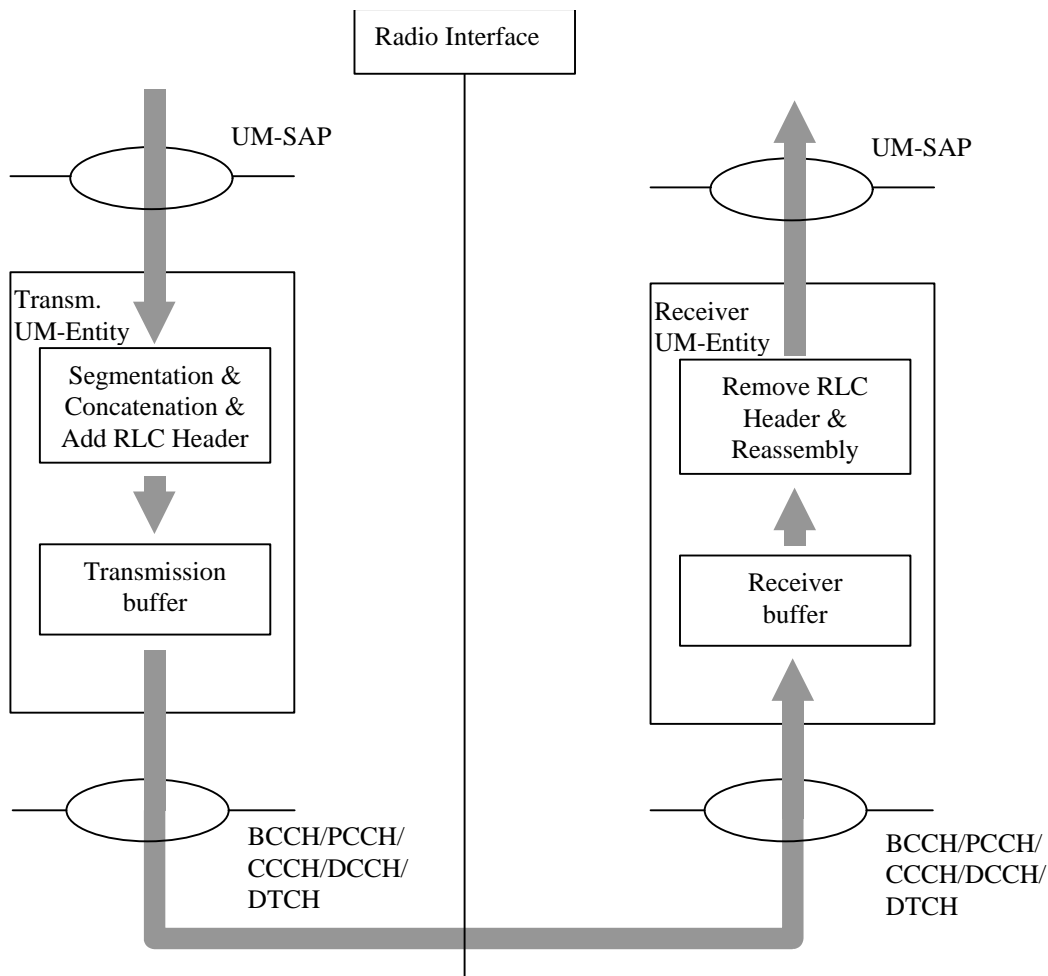 Radio Interface
UM-SAP
Transm.
UM-Entity
Segmentation &
Concatenation &
Add RLC Header
Transmission
buffer
BCCH/PCCH/
CCCH/DCCH/
DTCH
UM-SAP
Receiver
UM-Entity
Remove RLC
Header &
Reassembly
Receiver
buffer
BCCH/PCCH/
CCCH/DCCH/
DTCH